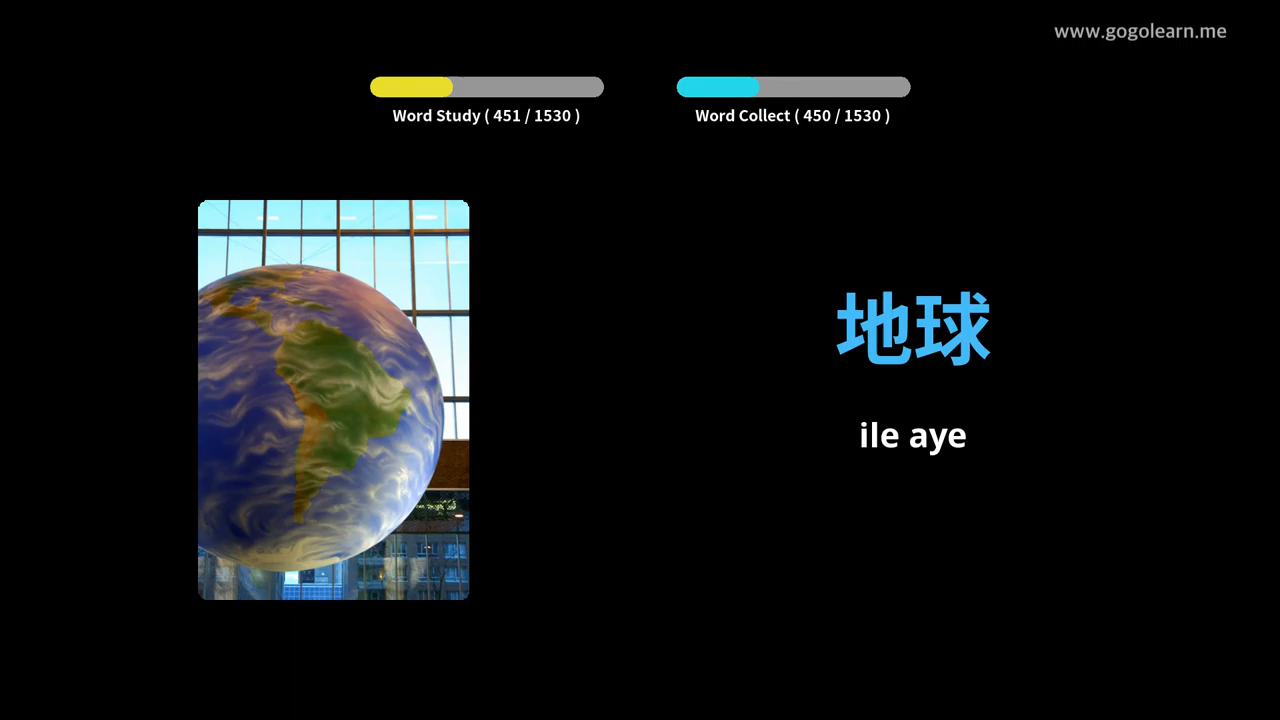 www.gogolearn.me
Word Study ( 451 / 1530 )
Word Collect ( 450 / 1530 )
地球
ile aye